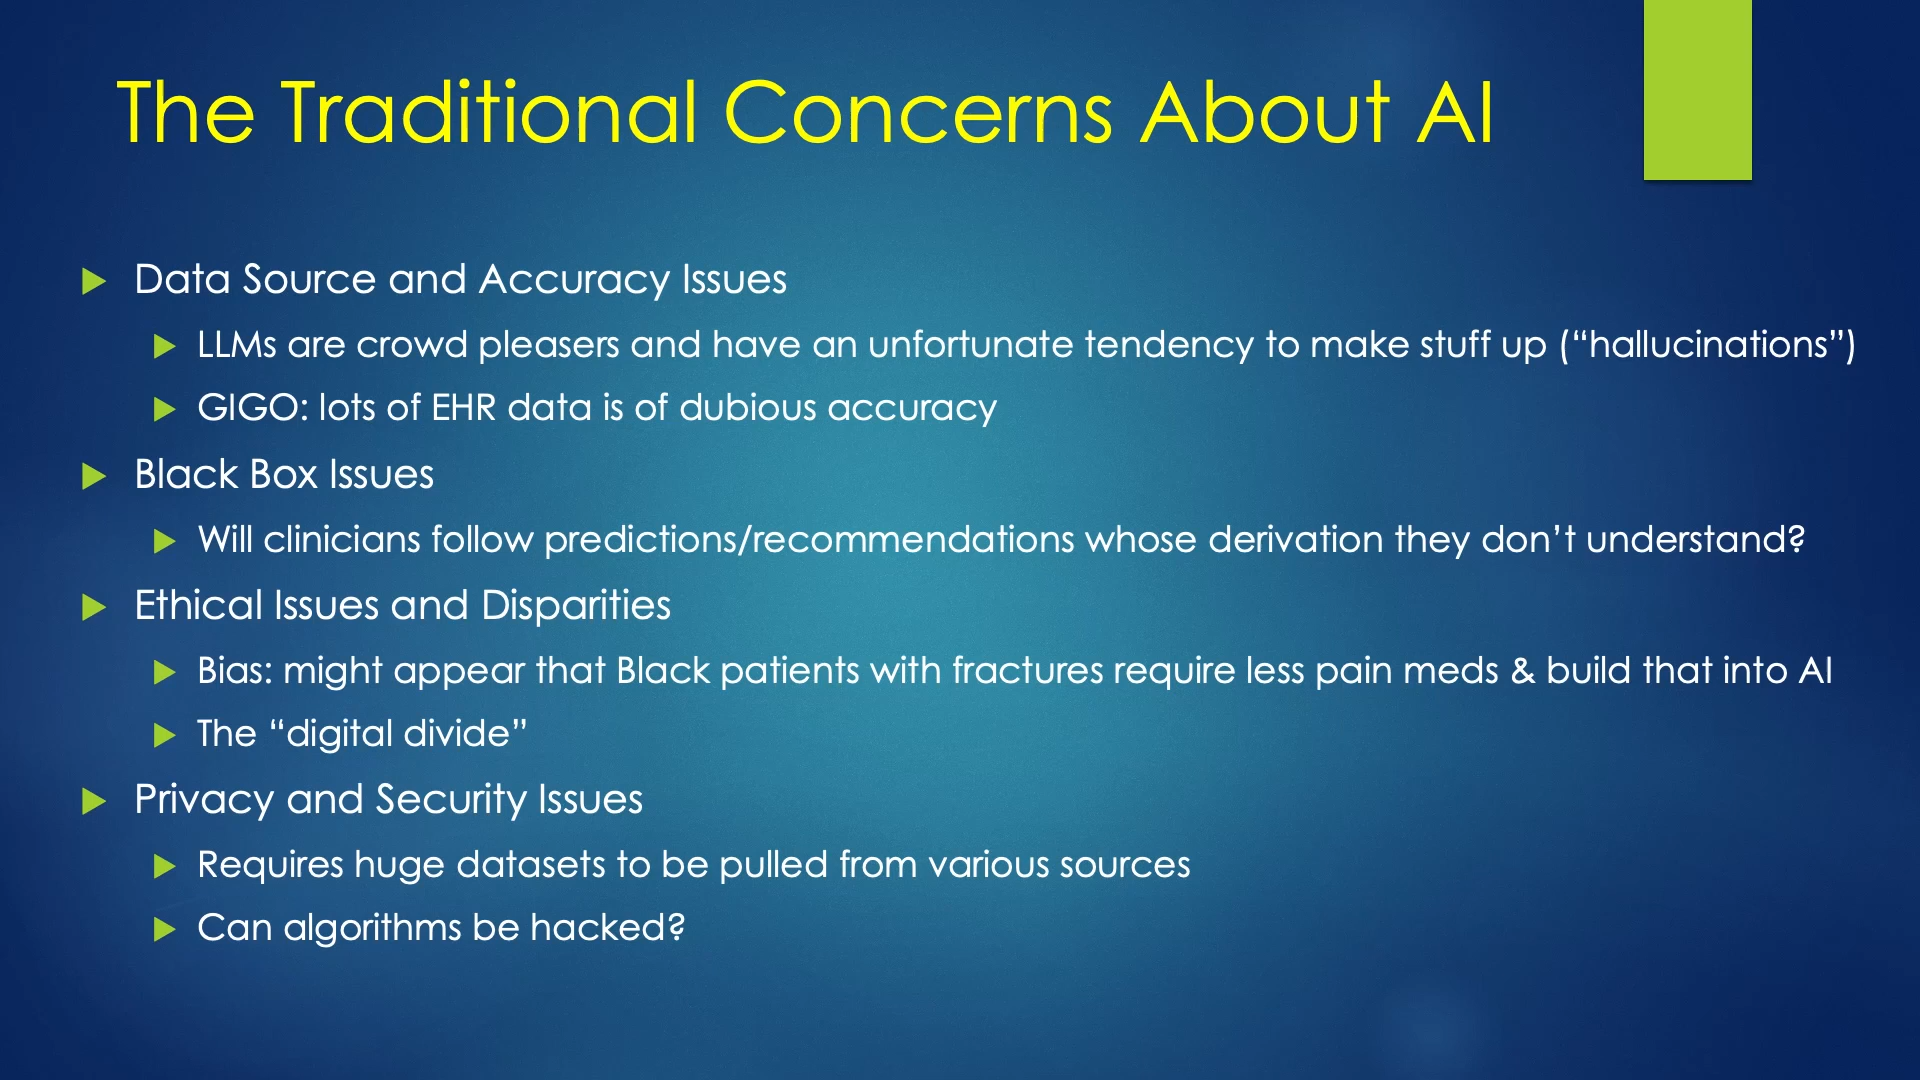 The Traditional Concerns About AI
Data Source and Accuracy Issues
LLMs are crowd pleasers and have an unfortunate tendency to make stuff up (“hallucinations”)
GIGO: lots of EHR data is of dubious accuracy
Black Box Issues
Will clinicians follow predictions/recommendations whose derivation they don’t understand?
Ethical Issues and Disparities
Bias: might appear that Black patients with fractures require less pain meds & build that into AI
The “digital divide”
Privacy and Security Issues
Requires huge datasets to be pulled from various sources
Can algorithms be hacked?